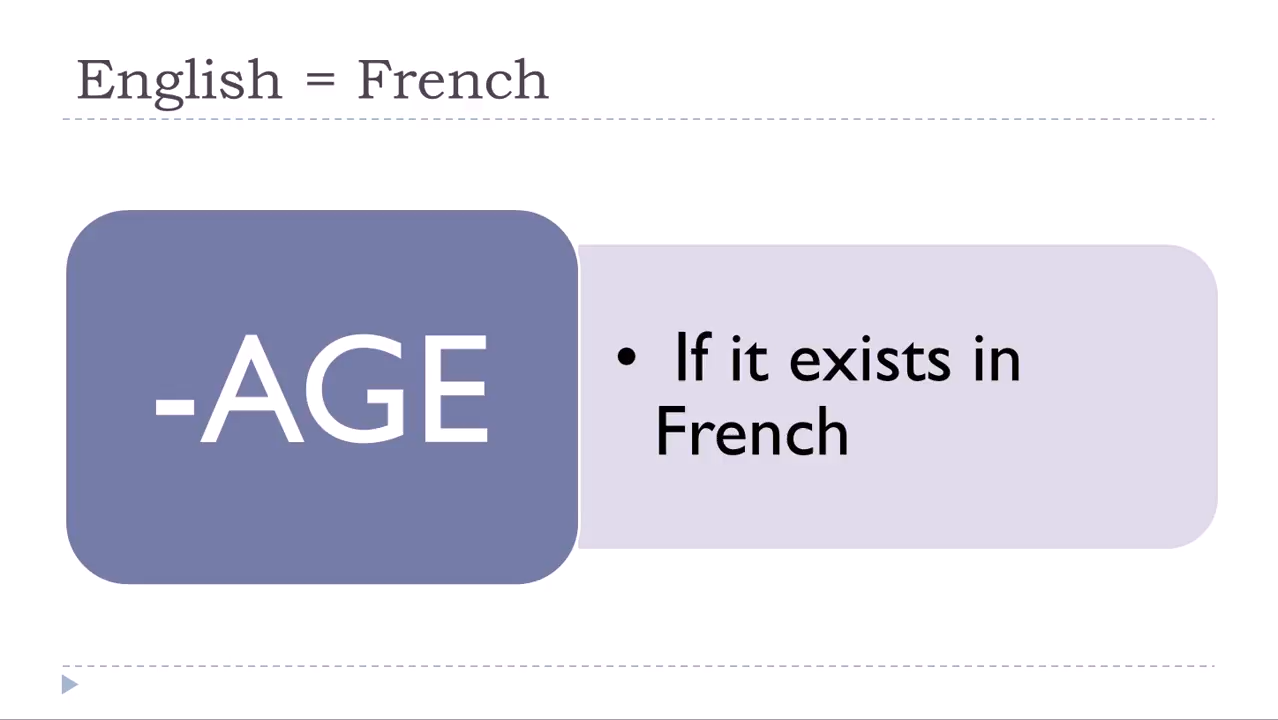 English = French
-AGE
• If it exists in
French